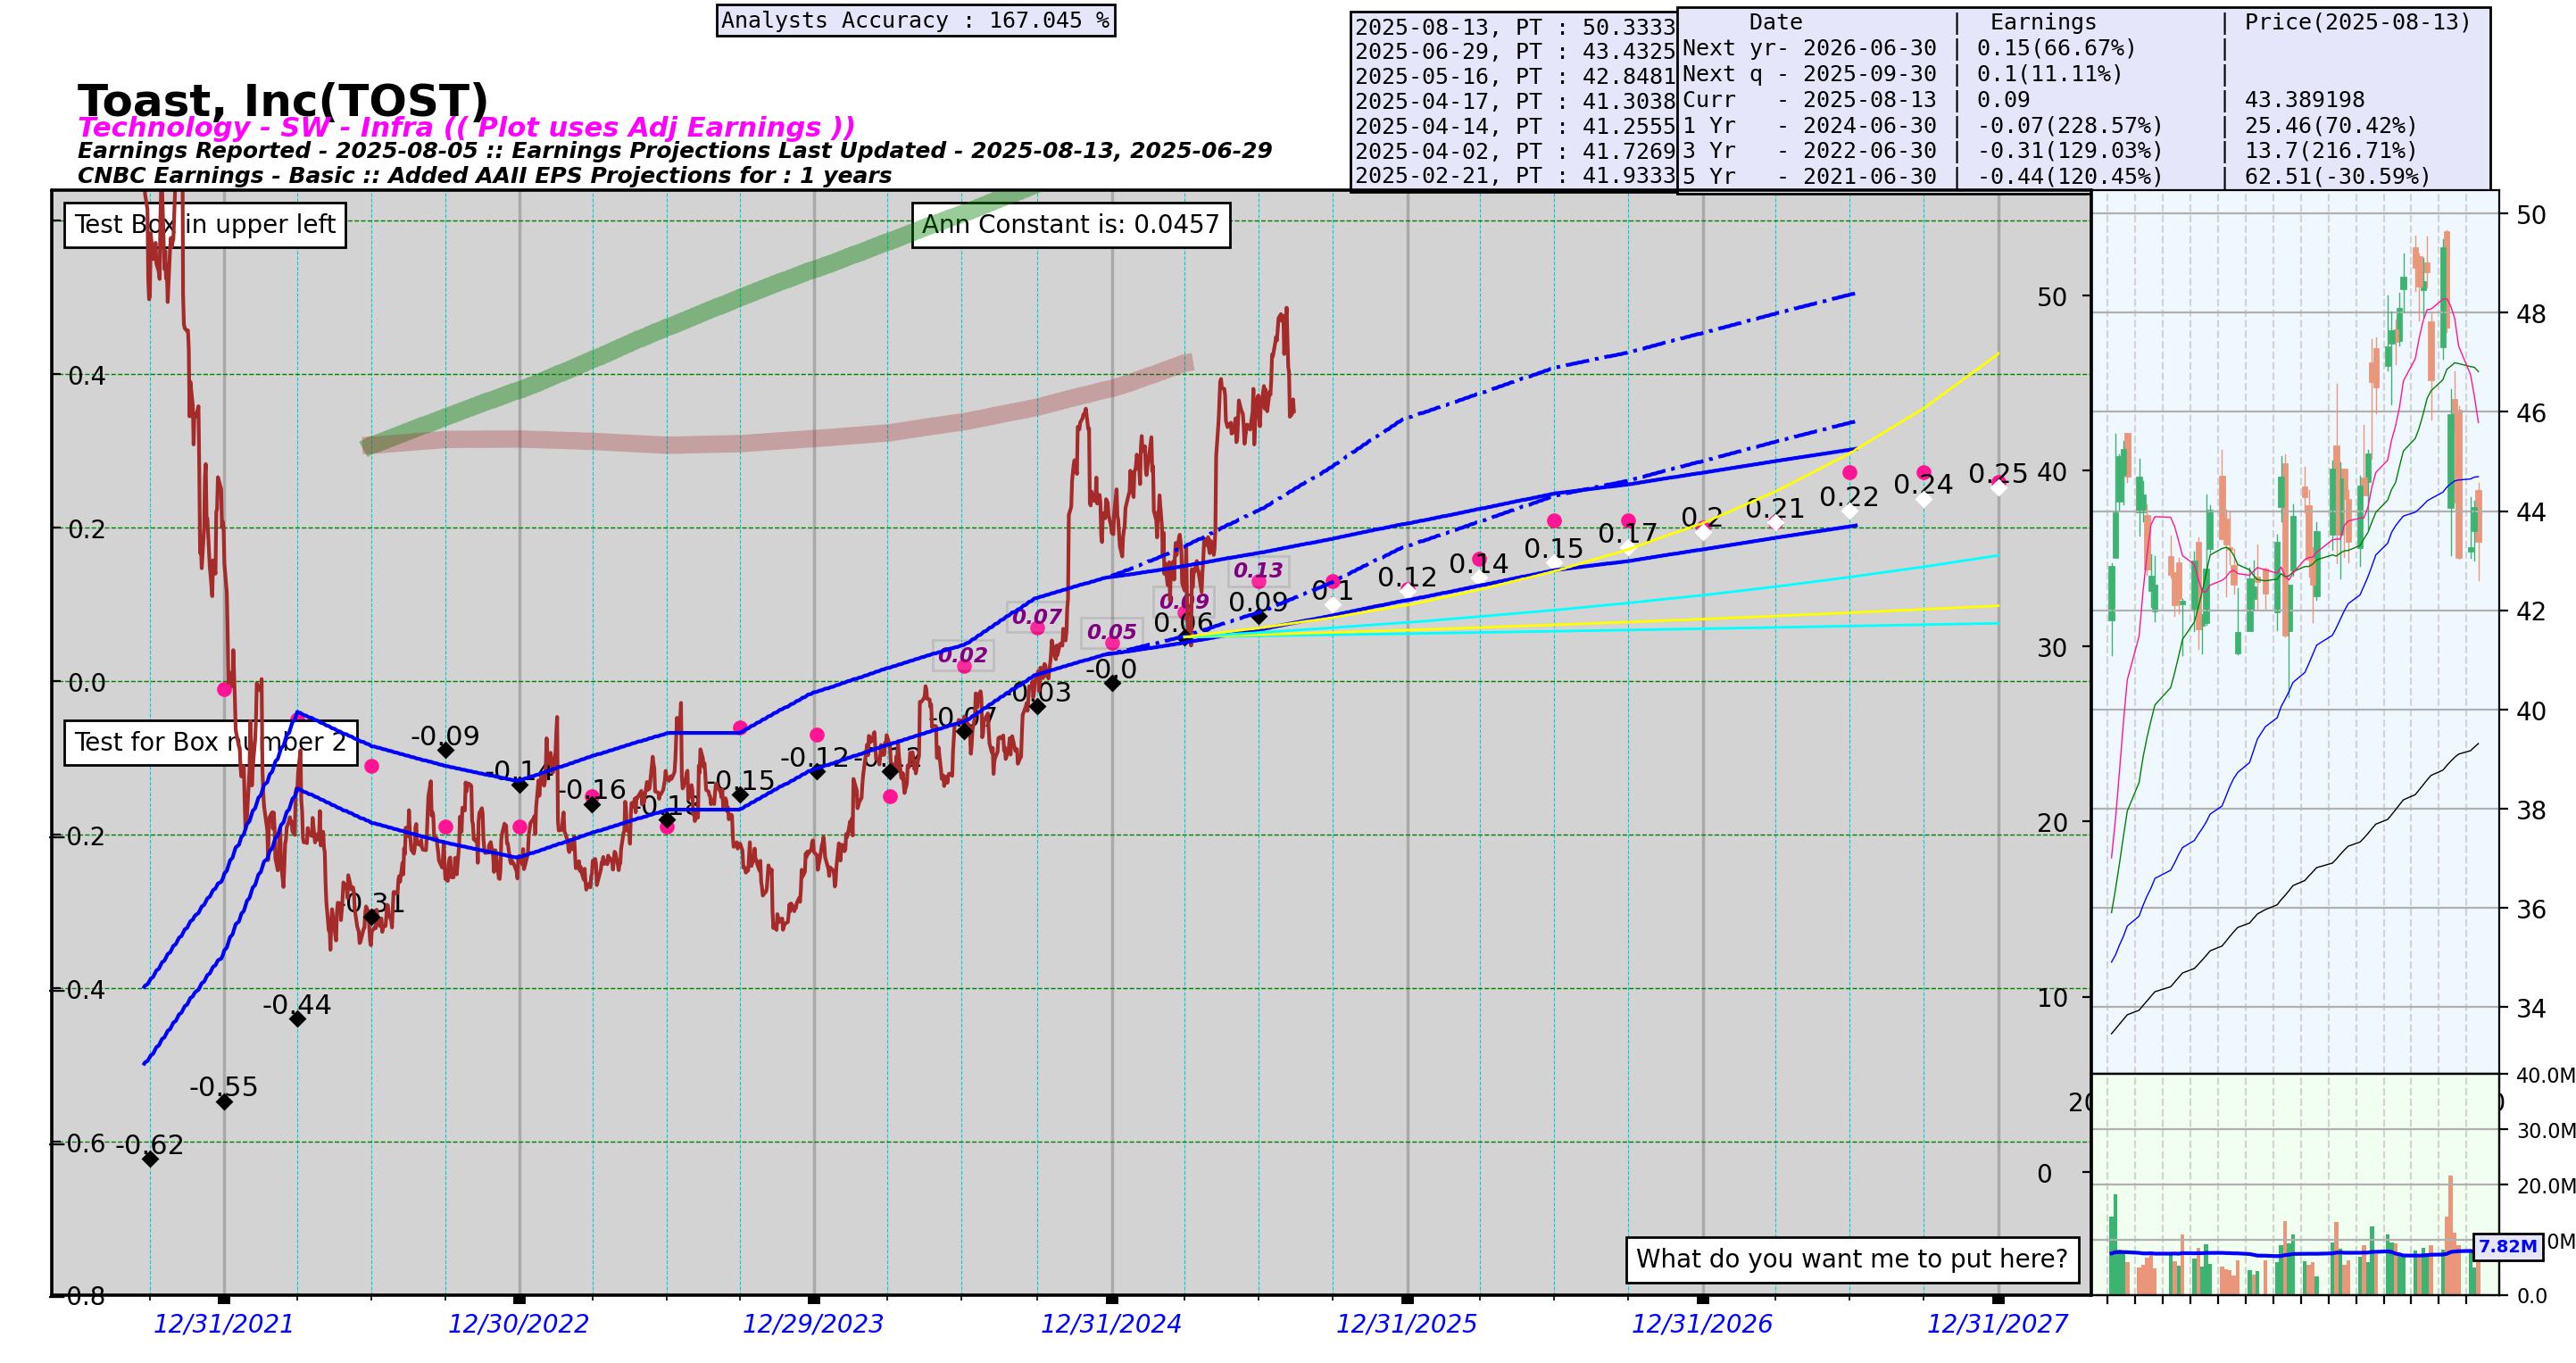 Analysts Accuracy : 167.045 %
2025-08-13, PT : 50.3333
2025-06-29, PT : 43.4325
2025-05-16, PT : 42.8481
2025-04-17, PT : 41.3038
2025-04-14, PT : 41.2555
2025-04-02, PT : 41.7269
2025-02-21, PT : 41.9333
Date | Earnings | Price(2025-08-13)
Next yr- 2026-06-30 | 0.15(66.67%) |
Next q - 2025-09-30 | 0.1(11.11%) |
Curr - 2025-08-13 | 0.09 | 43.389198
1 Yr - 2024-06-30 | -0.07(228.57%) | 25.46(70.42%)
3 Yr - 2022-06-30 | -0.31(129.03%) | 13.7(216.71%)
5 Yr - 2021-06-30 | -0.44(120.45%) | 62.51(-30.59%)
Toast, Inc(TOST)
Technology - SW - Infra (( Plot uses Adj Earnings ))
Earnings Reported - 2025-08-05 :: Earnings Projections Last Updated - 2025-08-13, 2025-06-29
CNBC Earnings - Basic :: Added AAII EPS Projections for : 1 years
Test Box in upper left
Ann Constant is: 0.0457
Test for Box number 2
What do you want me to put here?
0.4
0.2
0.0
-0.2
-0.4
-0.6
-0.8
-0.62
-0.55
-0.44
-0.31
-0.09
-0.14
-0.16
-0.18
-0.15
-0.12
-0.12
-0.07
-0.03
-0.0
0.06
0.09
0.1
0.12
0.14
0.15
0.17
0.2
0.21
0.22
0.24
0.25
0.02
0.07
0.05
0.09
0.13
50
40
30
20
10
0
50
48
46
44
42
40
38
36
34
40.0M
30.0M
20.0M
0.0
7.82M
12/31/2021
12/30/2022
12/29/2023
12/31/2024
12/31/2025
12/31/2026
12/31/2027